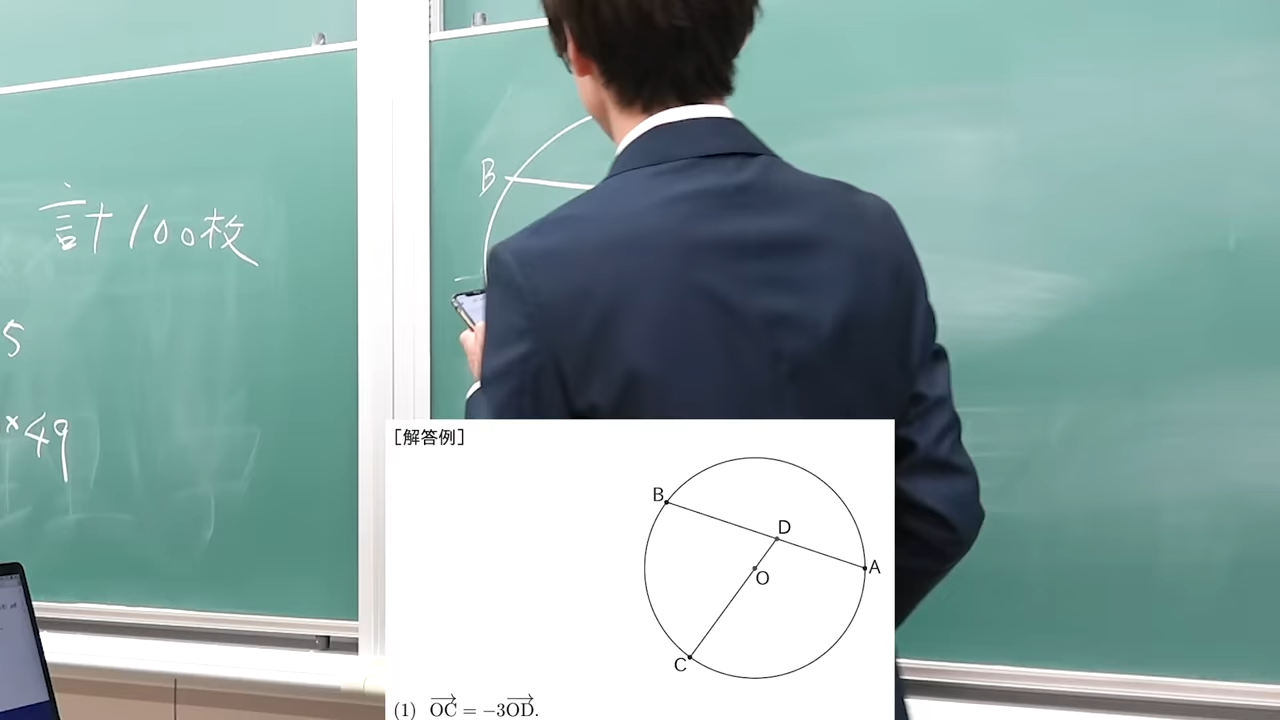 計100枚
5
×49
B
[解答例]
B
D
A
O
C
(1) $\overrightarrow{OC} = -3\overrightarrow{OD}$.